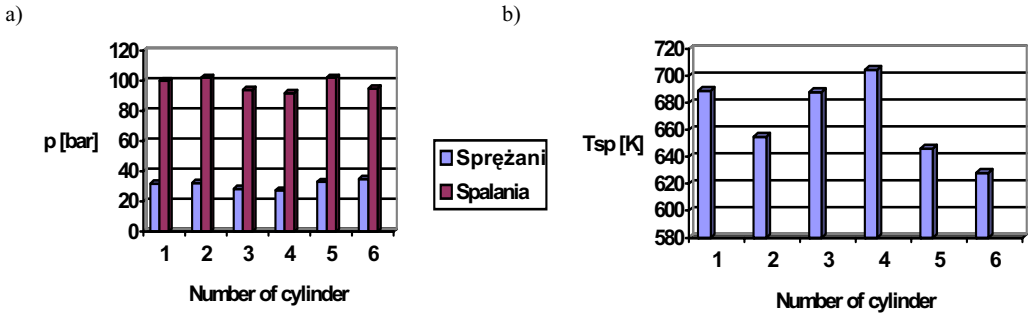 a)
b)
120
100
80
60
40
20
0
p [bar]
1 2 3 4 5 6
Number of cylinder
Sprężani
Spalania
720
700
680
660
640
620
600
580
Tsp [K]
1 2 3 4 5 6
Number of cylinder